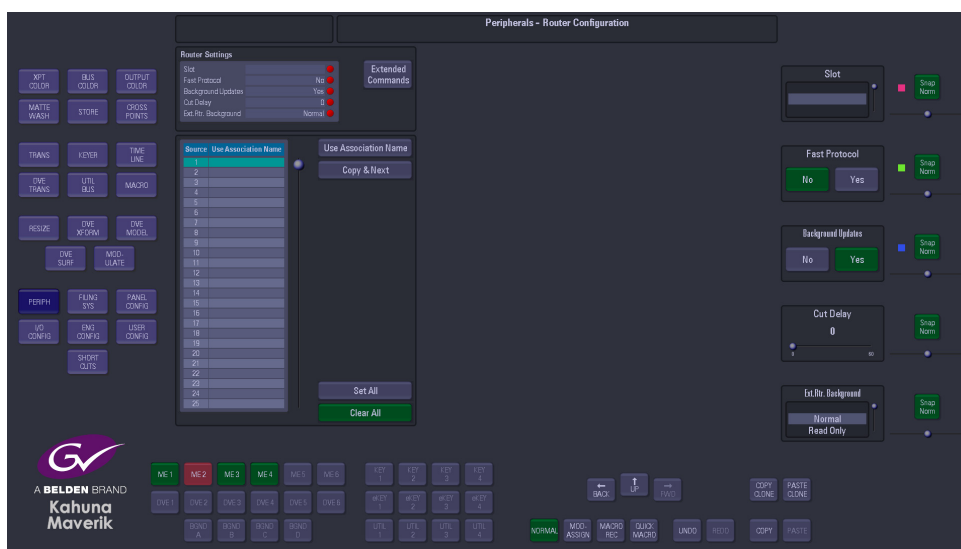 Peripherals - Router Configuration
Router Settings
Slot
Fast Protocol No
Background Updates Yes
Cut Delay 0
Ext.Rtr. Background Normal
Extended
Commands
Source Use Association Name
1
2
3
4
5
6
7
8
9
10
11
12
13
14
15
16
17
18
19
20
21
22
23
24
25
Use Association Name
Copy & Next
Set All
Clear All
XPT
COLOR
BUS
COLOR
OUTPUT
COLOR
MATTE
WASH
STORE
CROSS
POINTS
TRANS
KEYER
TIME
LINE
DVE
TRANS
UTIL
BUS
MACRO
RESIZE
DVE
XFORM
DVE
MODEL
DVE
SURF
MOD-
ULATE
PERIPH
FILING
SYS
PANEL
CONFIG
I/O
CONFIG
ENG
CONFIG
USER
CONFIG
SHORT
CUTS
Slot
Snap
Norm
Fast Protocol
No Yes
Snap
Norm
Background Updates
No Yes
Snap
Norm
Cut Delay
0
0 60
Snap
Norm
Ext.Rtr. Background
Normal
Read Only
Snap
Norm
GV
A BELDEN BRAND
Kahuna
Maverik
ME 1 ME 2 ME 3 ME 4 ME 5 ME 6
DVE 1 DVE 2 DVE 3 DVE 4 DVE 5 DVE 6
BGND
A
BGND
B
BGND
C
BGND
D
KEY
1
KEY
2
KEY
3
KEY
4
eKEY
1
eKEY
2
eKEY
3
eKEY
4
UTIL
1
UTIL
2
UTIL
3
UTIL
4
BACK
UP
FWD
COPY
CLONE
PASTE
CLONE
NORMAL
MOD-
ASSIGN
MACRO
REC
QUICK
MACRO
UNDO
REDO
COPY
PASTE